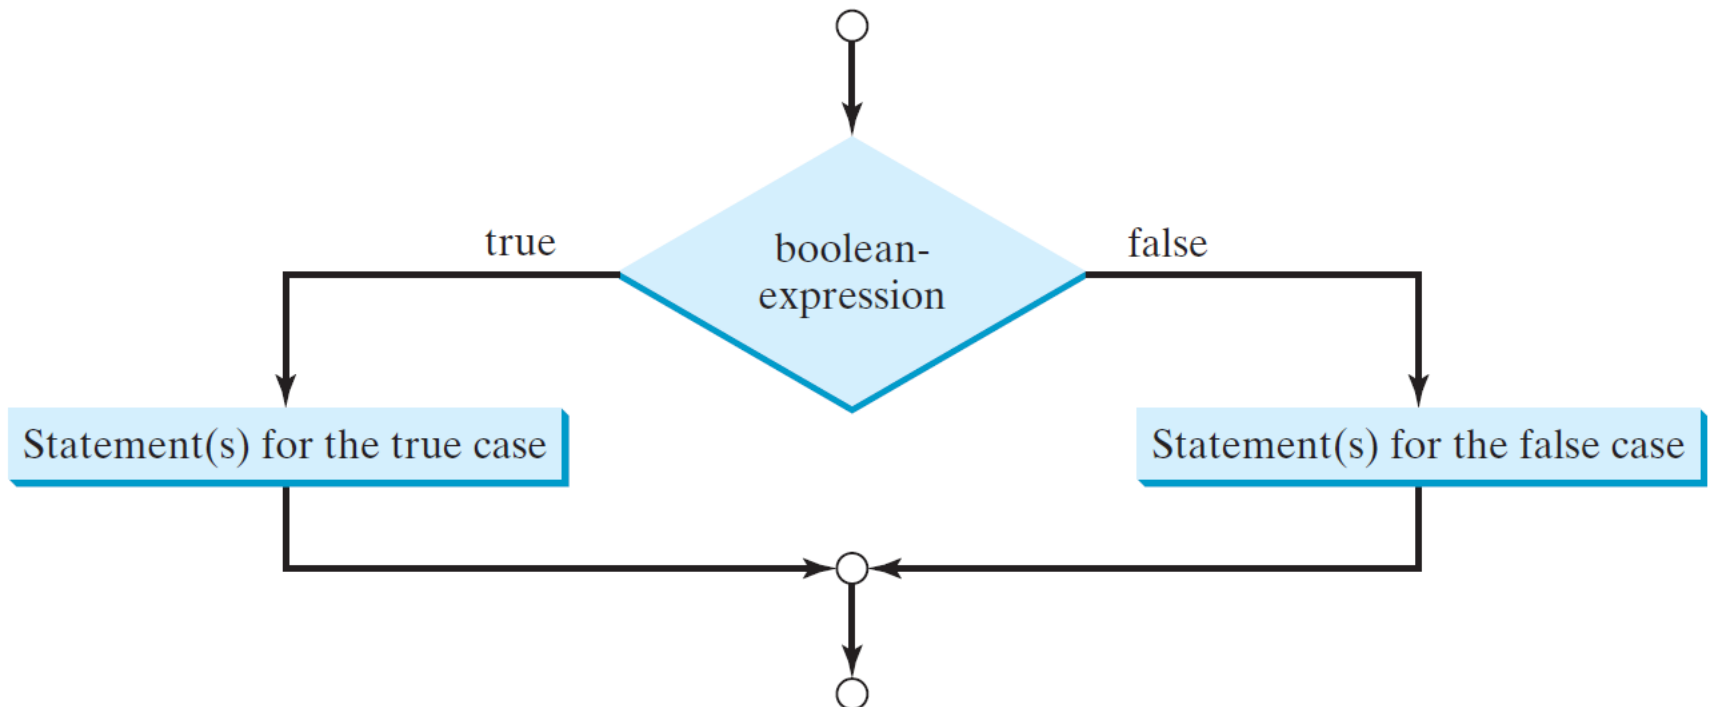 true
boolean-
expression
false
Statement(s) for the true case
Statement(s) for the false case